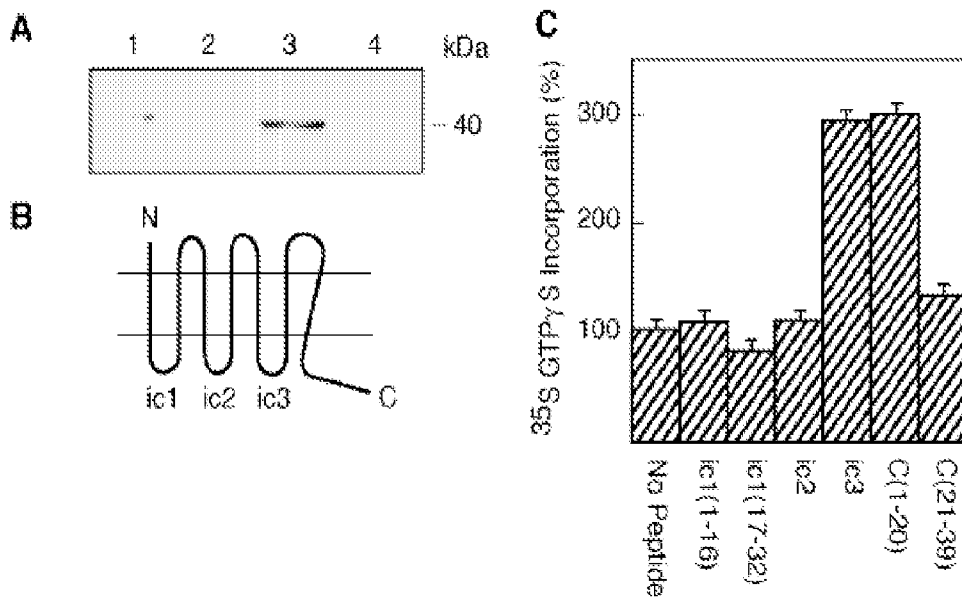 A
1 2 3 4 kDa
40
B
N
ic1 ic2 ic3
C
C
35S GTPγS Incorporation (%)
300
200
100
No Peptide
ic1(1-16)
ic1(17-32)
ic2
ic3
C(1-20)
C(21-39)